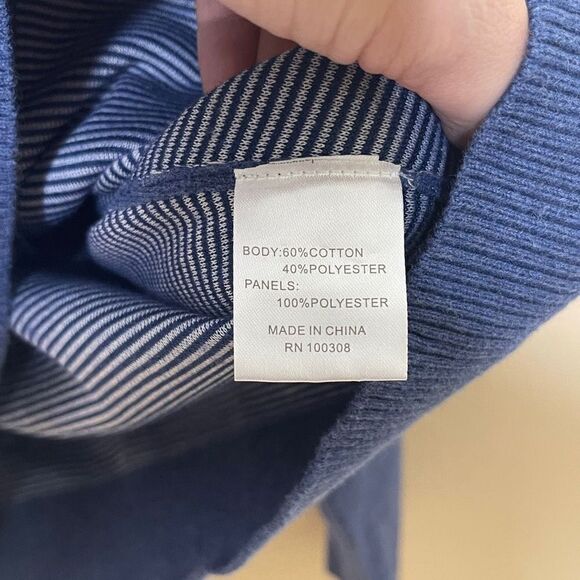 BODY:60%COTTON
40%POLYESTER
PANELS:
100%POLYESTER
MADE IN CHINA
RN 100308